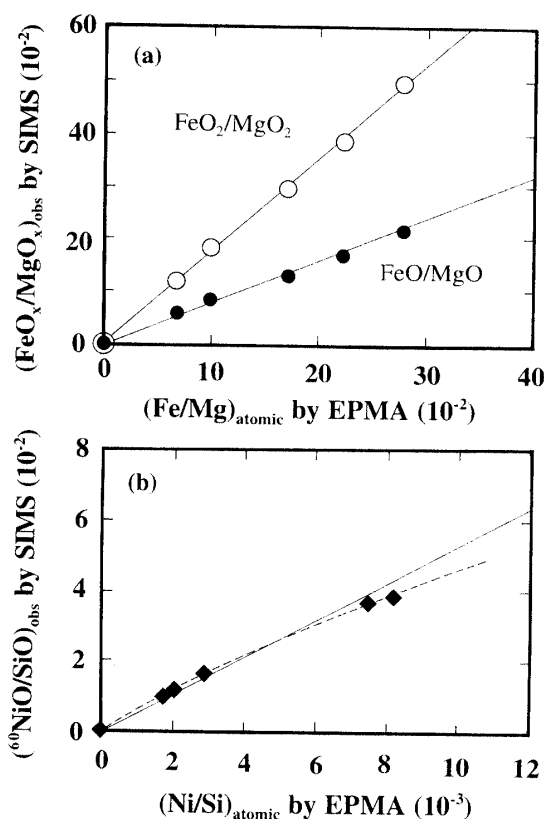 60
(a)
FeO₂/MgO₂
40
20
FeO/MgO
0
(FeOₓ/MgOₓ)obs by SIMS (10⁻²)
0 10 20 30 40
(Fe/Mg)atomic by EPMA (10⁻²)
8
(b)
6
4
2
0
(⁶⁰NiO/SiO)obs by SIMS (10⁻²)
0 2 4 6 8 10 12
(Ni/Si)atomic by EPMA (10⁻³)